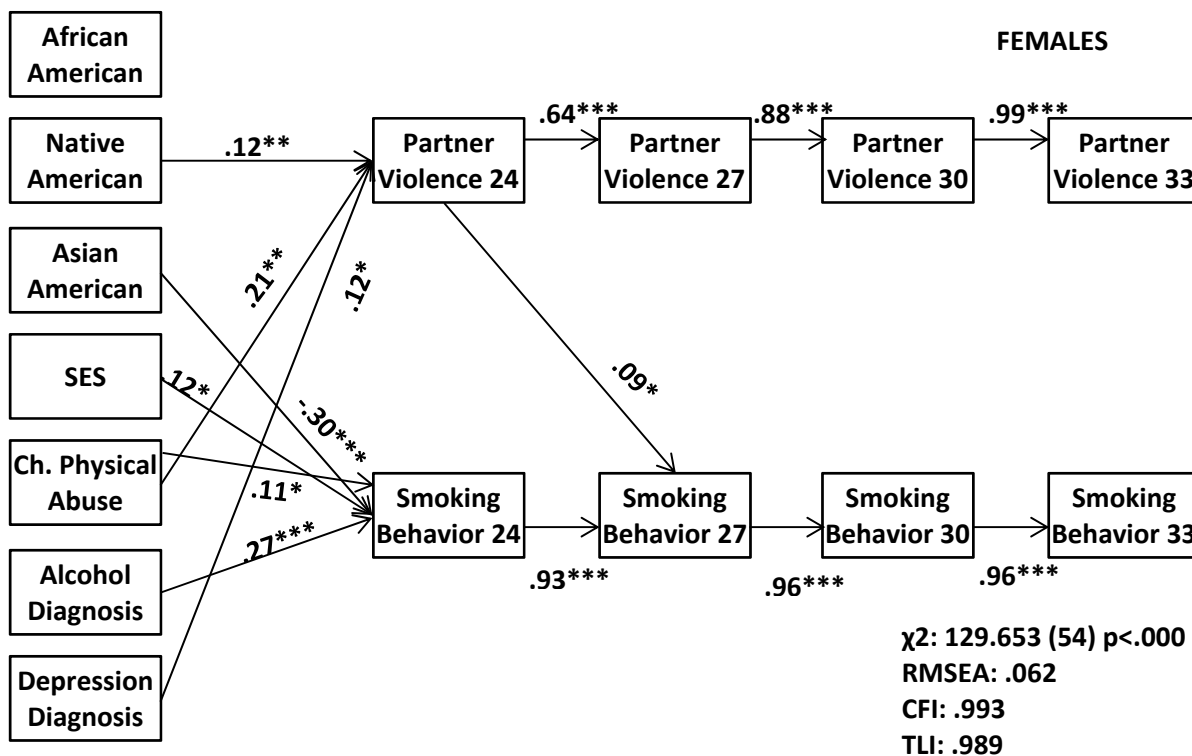 African
American
FEMALES
Native
American
.12**
Partner
Violence 24
.64***
Partner
Violence 27
.88***
Partner
Violence 30
.99***
Partner
Violence 33
Asian
American
.21**
.12*
SES
.12*
-.30***
.09*
Ch. Physical
Abuse
.11*
Smoking
Behavior 24
Smoking
Behavior 27
Smoking
Behavior 30
Smoking
Behavior 33
.27***
.93***
.96***
.96***
Alcohol
Diagnosis
Depression
Diagnosis
χ2: 129.653 (54) p<.000
RMSEA: .062
CFI: .993
TLI: .989